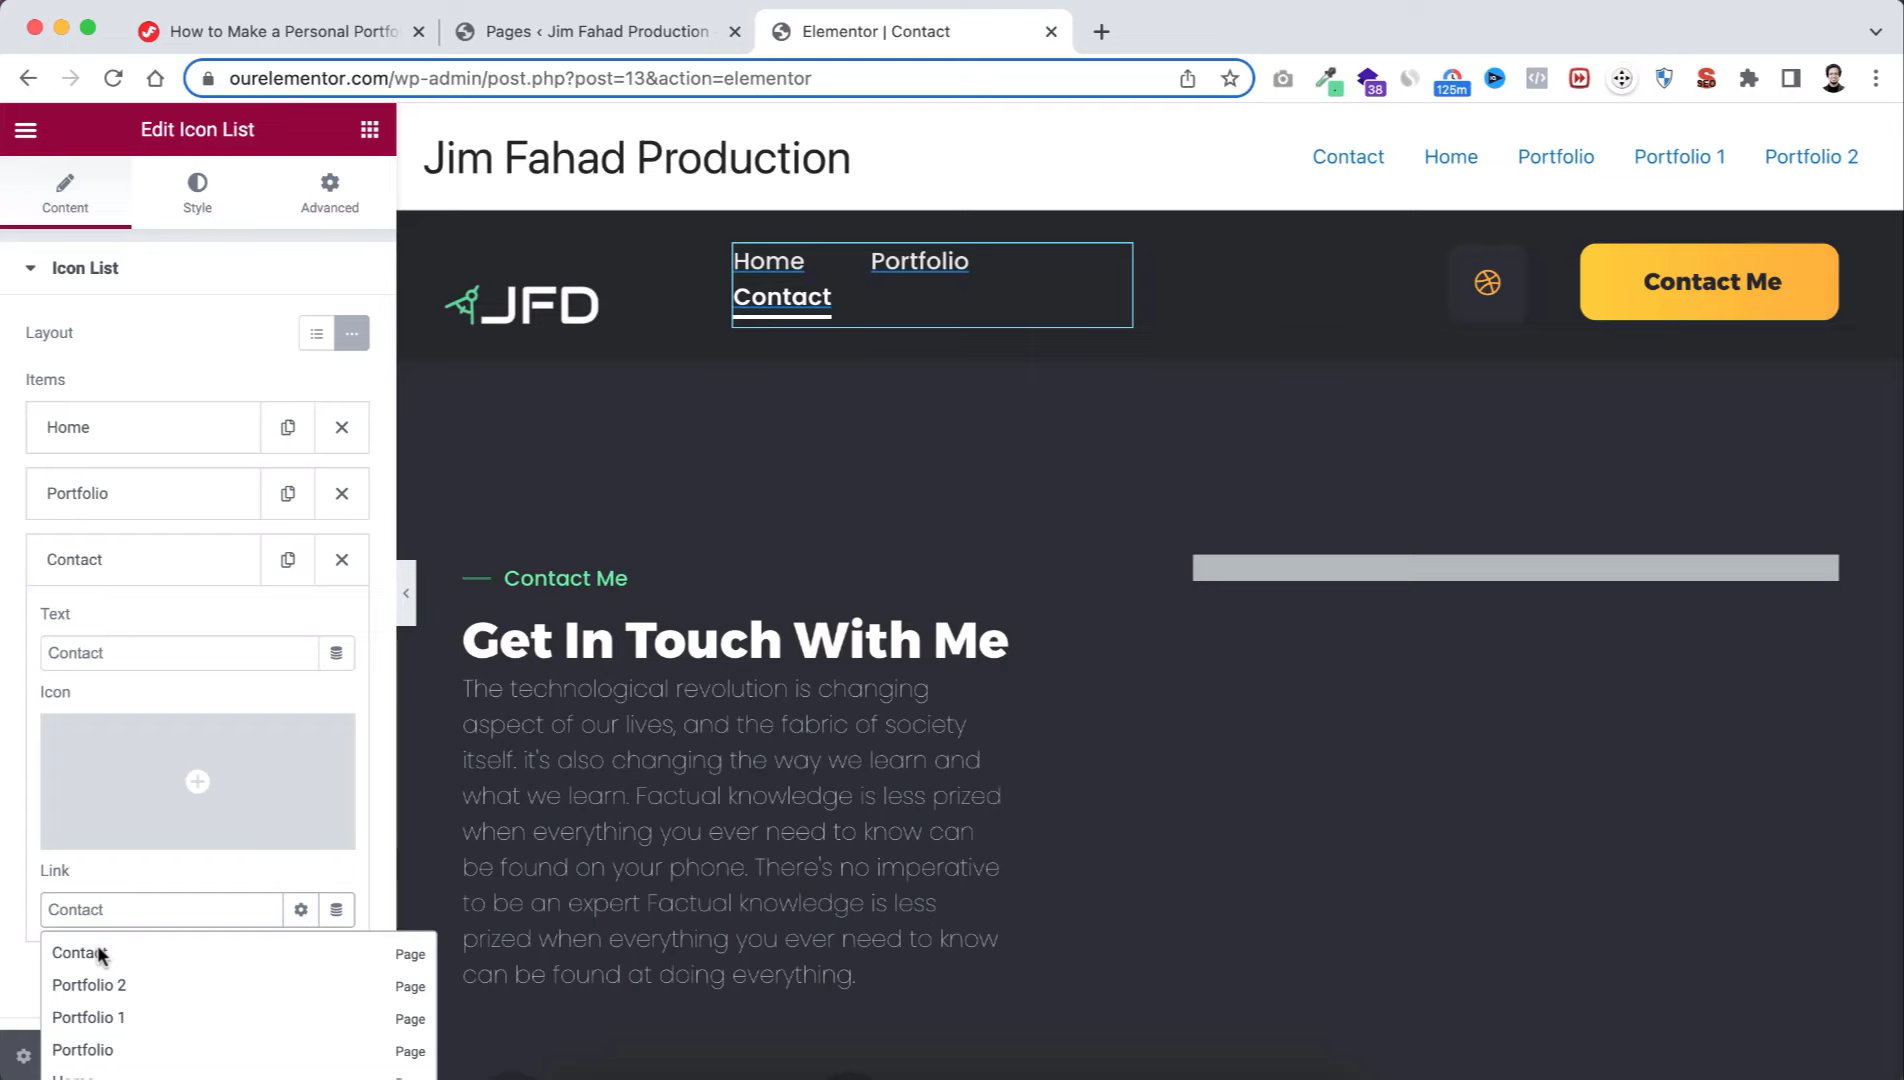 How to Make a Personal Portfo
Pages ‹ Jim Fahad Production
Elementor | Contact
ourelementor.com/wp-admin/post.php?post=13&action=elementor
38
125m
SEO
Edit Icon List
Content
Style
Advanced
Icon List
Layout
Items
Home
Portfolio
Contact
Text
Contact
Icon
Link
Contact
Contact Page
Portfolio 2 Page
Portfolio 1 Page
Portfolio Page
Jim Fahad Production
Contact
Home
Portfolio
Portfolio 1
Portfolio 2
JFD
Home
Portfolio
Contact
Contact Me
Contact Me
Get In Touch With Me
The technological revolution is changing
aspect of our lives, and the fabric of society
itself. it's also changing the way we learn and
what we learn. Factual knowledge is less prized
when everything you ever need to know can
be found on your phone. There's no imperative
to be an expert Factual knowledge is less
prized when everything you ever need to know
can be found at doing everything.